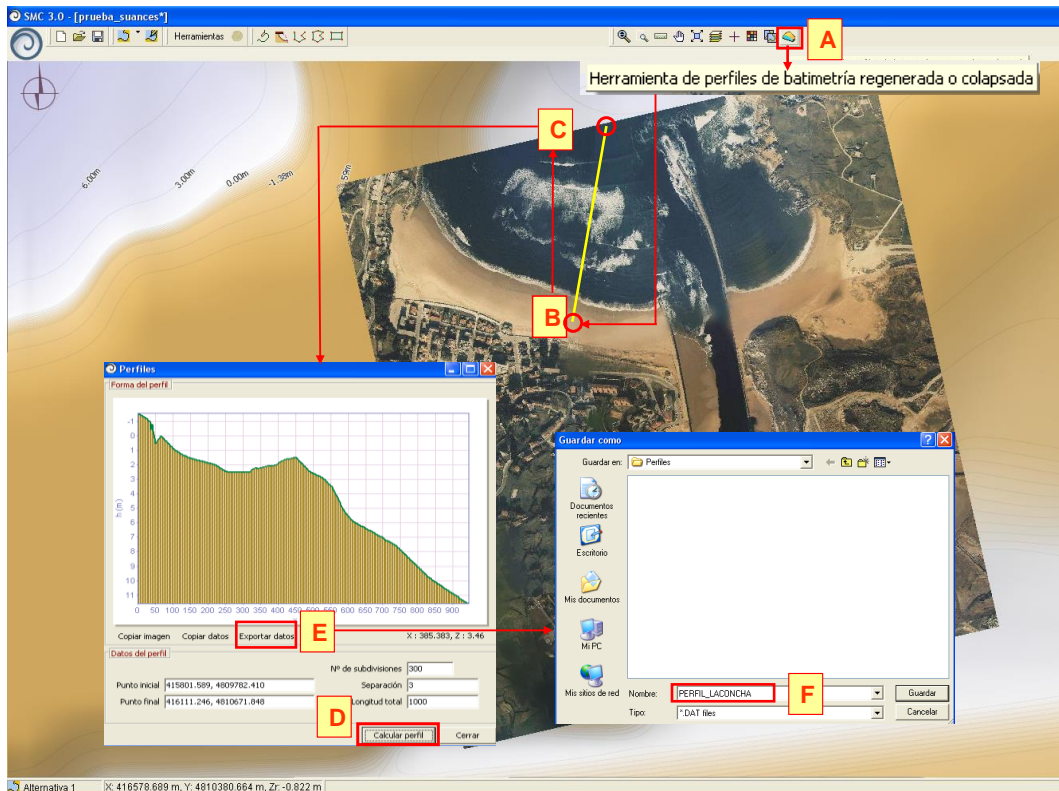 SMC 3.0 - [prueba_suances*]
Herramientas
A
Herramienta de perfiles de batimetría regenerada o colapsada
C
6.00m
3.00m
0.00m
-1.38m
B
Perfiles
Forma del perfil
-1
0
1
2
3
4
5
6
7
8
9
10
11
h (m)
0 50 100 150 200 250 300 350 400 450 500 550 600 650 700 750 800 850 900
Copiar imagen Copiar datos Exportar datos
E
X : 385.383, Z : 3.46
Datos del perfil
Nº de subdivisiones 300
Punto inicial 415801.589, 4809782.410 Separación 3
Punto final 416111.246, 4810671.848 Longitud total 1000
D
Calcular perfil Cerrar
Guardar como
Guardar en: Perfiles
Documentos recientes
Escritorio
Mis documentos
Mi PC
Mis sitios de red
Nombre: PERFIL_LACONCHA
F
Guardar
Tipo: *.DAT files
Cancelar
Alternativa 1 X: 416578.689 m, Y: 4810380.664 m, Zr: -0.822 m